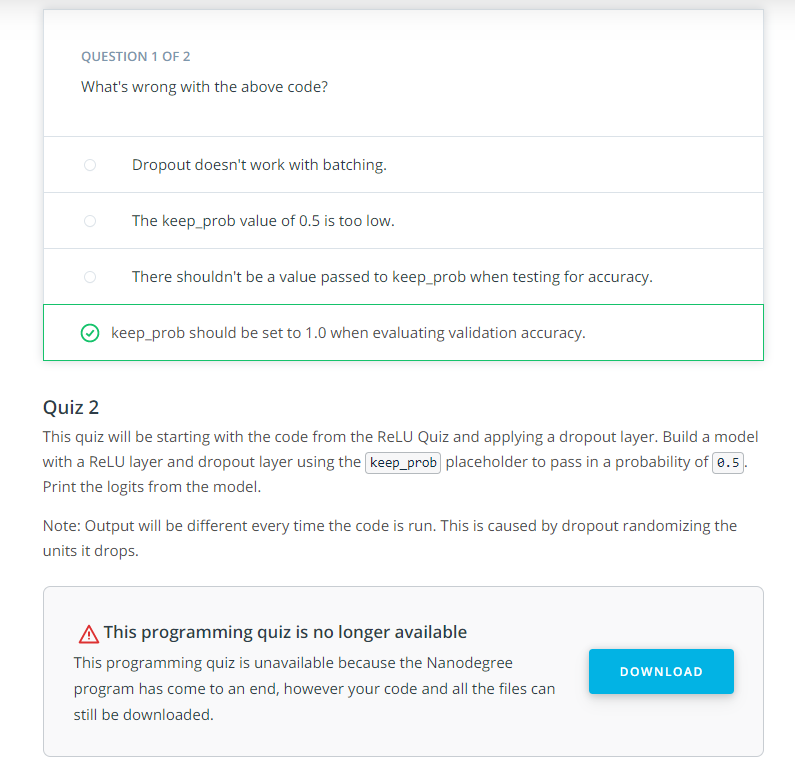 QUESTION 1 OF 2
What's wrong with the above code?
Dropout doesn't work with batching.
The keep_prob value of 0.5 is too low.
There shouldn't be a value passed to keep_prob when testing for accuracy.
keep_prob should be set to 1.0 when evaluating validation accuracy.
Quiz 2
This quiz will be starting with the code from the ReLU Quiz and applying a dropout layer. Build a model
with a ReLU layer and dropout layer using the keep_prob placeholder to pass in a probability of 0.5.
Print the logits from the model.
Note: Output will be different every time the code is run. This is caused by dropout randomizing the
units it drops.
This programming quiz is no longer available
This programming quiz is unavailable because the Nanodegree
program has come to an end, however your code and all the files can
still be downloaded.
DOWNLOAD